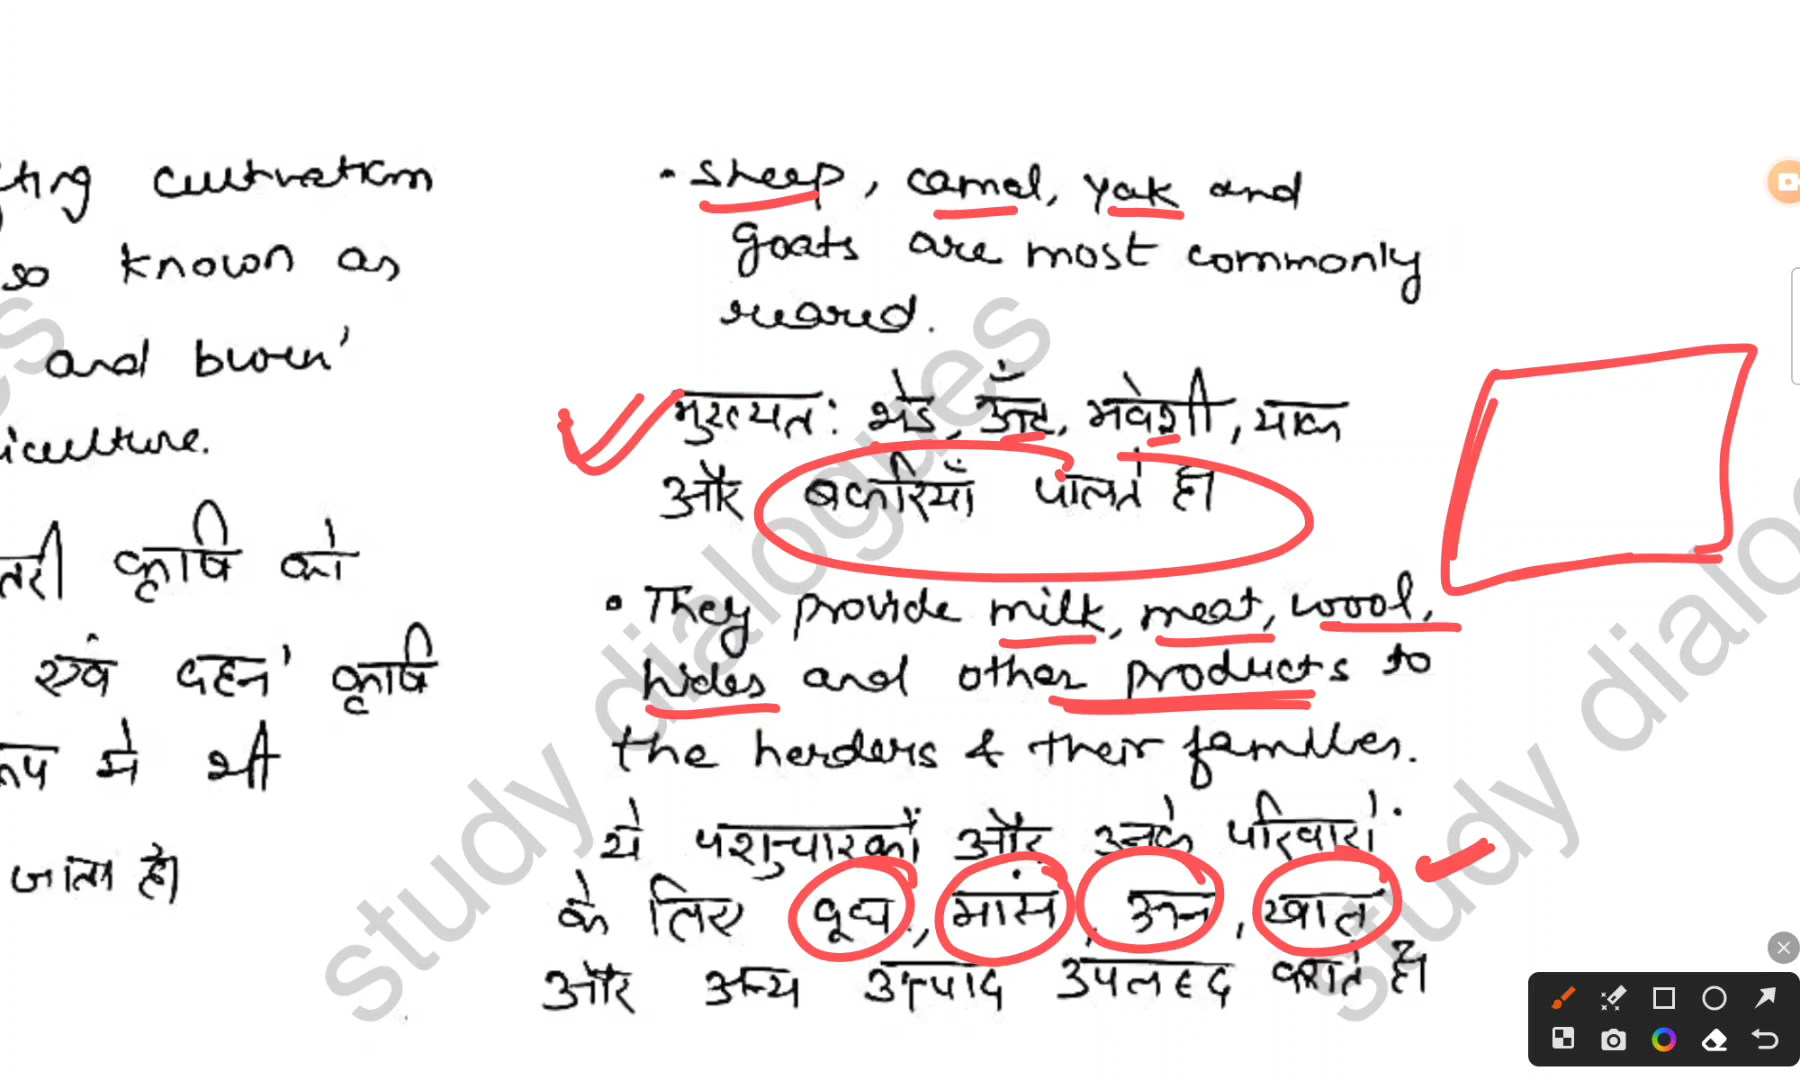 ting cultivation
so known as
and burn'
iculture.
तरी कृषि को
एवं दहन' कृषि
रूप में भी
जाता है।
• sheep, camel, yak and
goats are most commonly
reared.
मुख्यतः भेड़, ऊँट, मवेशी, याक
और बकरियाँ पालते है।
• They provide milk, meat, wool,
hides and other products to
the herders & their families.
ये पशुचारकों और उनके परिवारों
के लिए दूध, मांस, ऊन, खाल
और अन्य उत्पाद उपलब्द कराते है।
study dialogues
study dialo
es